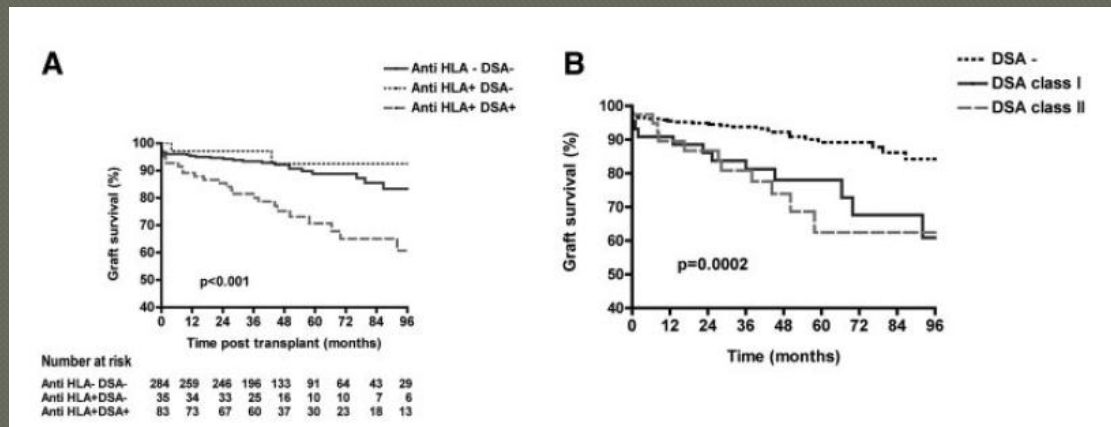 A
Anti HLA - DSA-
Anti HLA+ DSA-
Anti HLA+ DSA+
Graft survival (%)
100
90
80
70
60
50
40
p<0.001
0 12 24 36 48 60 72 84 96
Time post transplant (months)
Number at risk
Anti HLA- DSA- 284 259 246 196 133 91 64 43 29
Anti HLA+DSA- 35 34 33 25 16 10 10 7 6
Anti HLA+DSA+ 83 73 67 60 37 30 23 18 13
B
DSA -
DSA class I
DSA class II
Graft survival (%)
100
90
80
70
60
50
40
p=0.0002
0 12 24 36 48 60 72 84 96
Time (months)